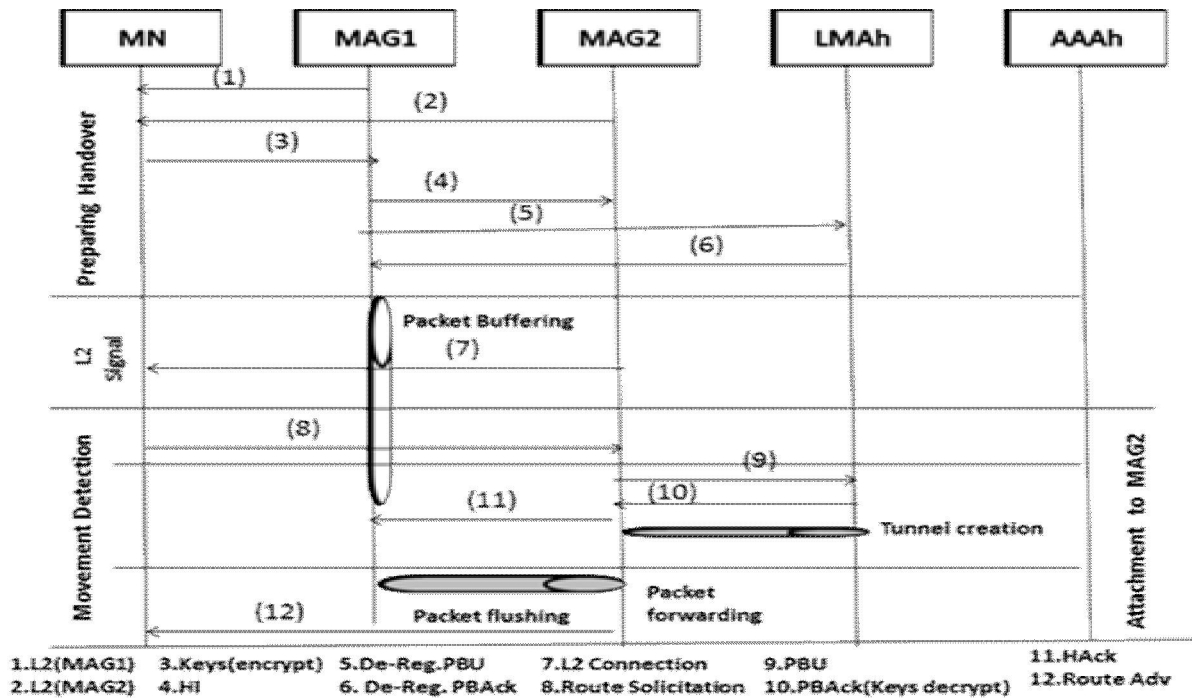 MN MAG1 MAG2 LMAh AAAh
(1)
(2)
(3)
(4)
(5)
(6)
Preparing Handover
Packet Buffering
(7)
L2
Signal
(8)
(9)
(10)
(11)
Tunnel creation
Movement Detection
Attachment to MAG2
Packet flushing
Packet
forwarding
(12)
1.L2(MAG1) 3.Keys(encrypt) 5.De-Reg.PBU 7.L2 Connection 9.PBU 11.HAck
2.L2(MAG2) 4.HI 6. De-Reg. PBAck 8.Route Solicitation 10.PBAck(Keys decrypt) 12.Route Adv